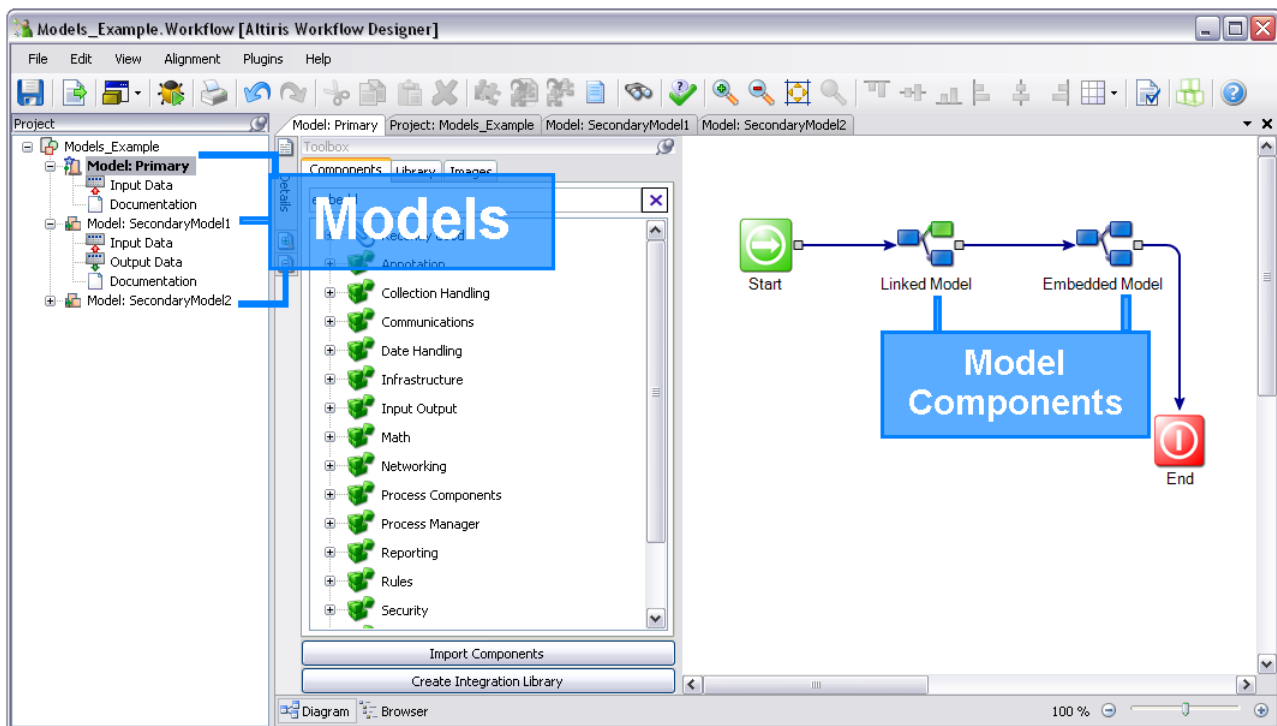 Models_Example.Workflow [Altiris Workflow Designer]
File Edit View Alignment Plugins Help
Project
Models_Example
Model: Primary
Input Data
Documentation
Model: SecondaryModel1
Input Data
Output Data
Documentation
Model: SecondaryModel2
Model: Primary Project: Models_Example Model: SecondaryModel1 Model: SecondaryModel2
Details
Toolbox
Components Library Images
Models
Recently Used
Annotation
Collection Handling
Communications
Date Handling
Infrastructure
Input Output
Math
Networking
Process Components
Process Manager
Reporting
Rules
Security
Import Components
Create Integration Library
Start
Linked Model
Embedded Model
Model
Components
End
Diagram Browser
100 %